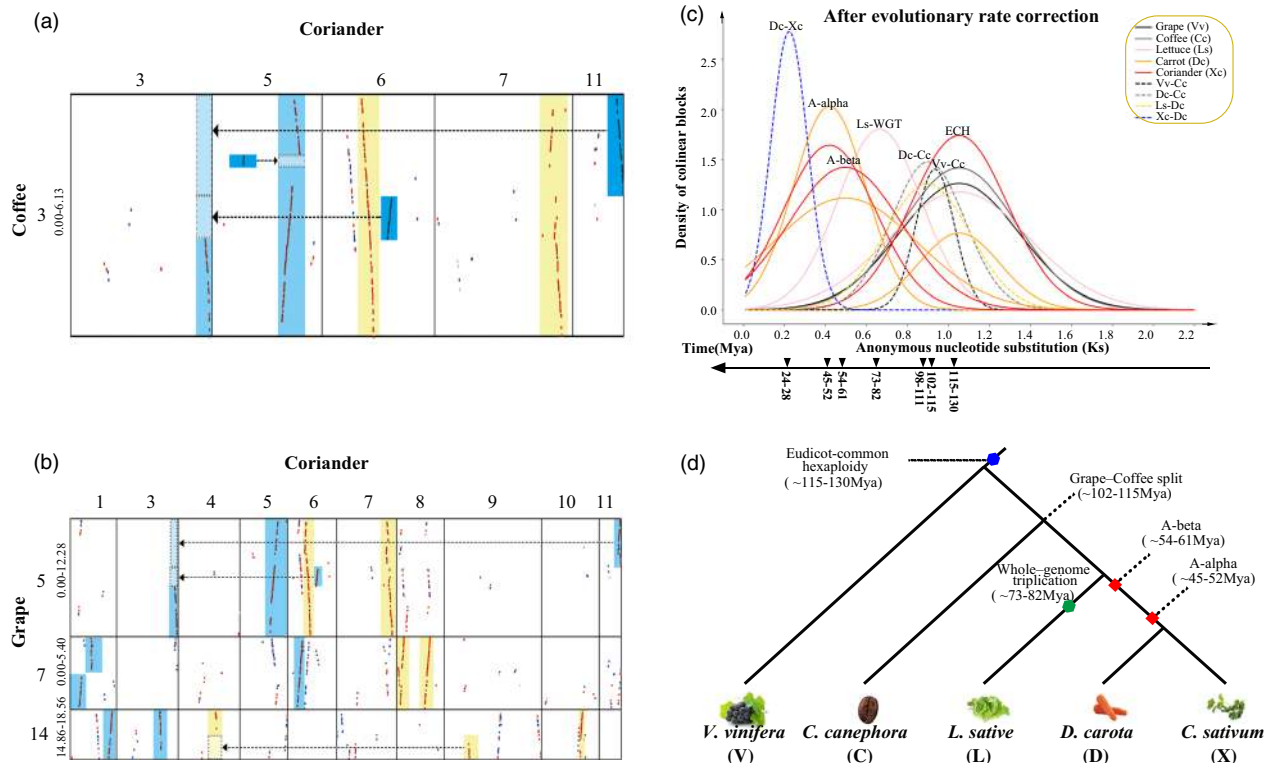 (a)
Coriander
3 5 6 7 11
Coffee
3
0.00-6.13
(b)
Coriander
1 3 4 5 6 7 8 9 10 11
Grape
5
0.00-12.28
7
0.00-5.40
14
14.86-18.56
(c)
After evolutionary rate correction
Dc-Xc
A-alpha
Ls-WGT
ECH
A-beta
Dc-Cc
Vv-Cc
Grape (Vv)
Coffee (Cc)
Lettuce (Ls)
Carrot (Dc)
Coriander (Xc)
Vv-Cc
Dc-Cc
Ls-Dc
Xc-Dc
Density of colinear blocks
2.5
2.0
1.5
1.0
0.5
0.0
0.0 0.2 0.4 0.6 0.8 1.0 1.2 1.4 1.6 1.8 2.0 2.2
Time(Mya)
Anonymous nucleotide substitution (Ks)
24-28
45-52
54-61
73-82
98-111
102-115
115-130
(d)
Eudicot-common
hexaploidy
( ~115-130Mya)
Grape–Coffee split
(~102-115Mya)
A-beta
( ~54-61Mya)
A-alpha
( ~45-52Mya)
Whole–genome
triplication
( ~73-82Mya)
V. vinifera
(V)
C. canephora
(C)
L. sative
(L)
D. carota
(D)
C. sativum
(X)